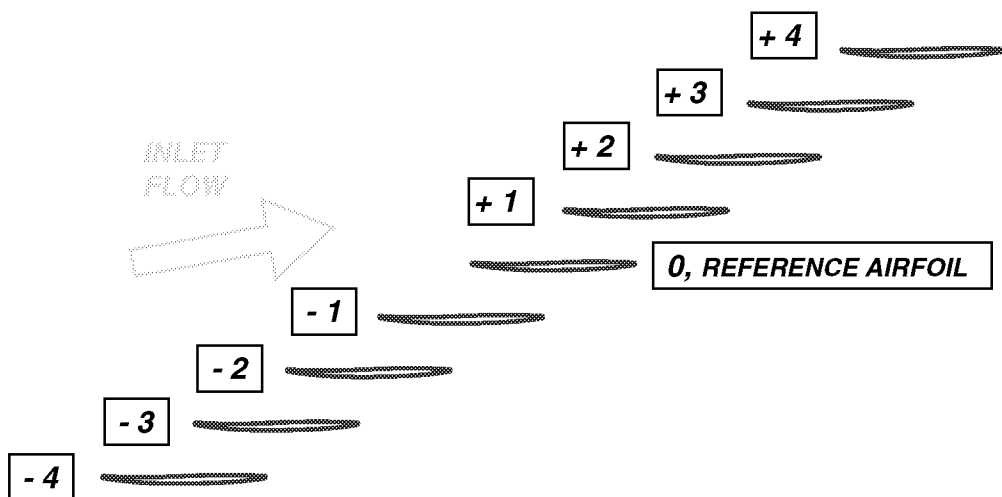 + 4
+ 3
INLET
FLOW
+ 2
+ 1
0, REFERENCE AIRFOIL
- 1
- 2
- 3
- 4